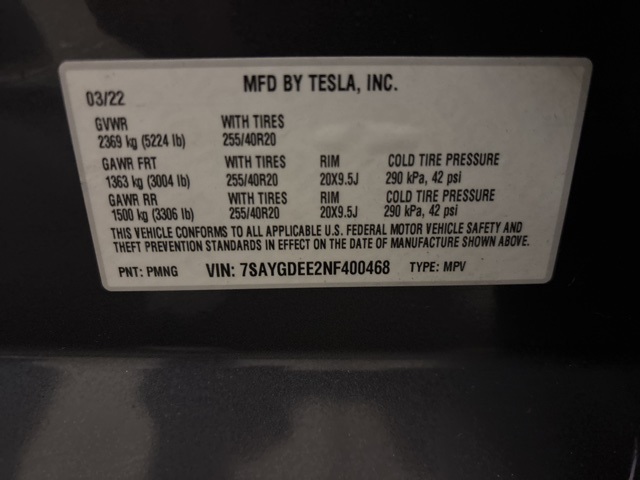 MFD BY TESLA, INC.
03/22
GVWR WITH TIRES
2369 kg (5224 lb) 255/40R20
GAWR FRT WITH TIRES RIM COLD TIRE PRESSURE
1363 kg (3004 lb) 255/40R20 20X9.5J 290 kPa, 42 psi
GAWR RR WITH TIRES RIM COLD TIRE PRESSURE
1500 kg (3306 lb) 255/40R20 20X9.5J 290 kPa, 42 psi
THIS VEHICLE CONFORMS TO ALL APPLICABLE U.S. FEDERAL MOTOR VEHICLE SAFETY AND
THEFT PREVENTION STANDARDS IN EFFECT ON THE DATE OF MANUFACTURE SHOWN ABOVE.
PNT: PMNG VIN: 7SAYGDEE2NF400468 TYPE: MPV